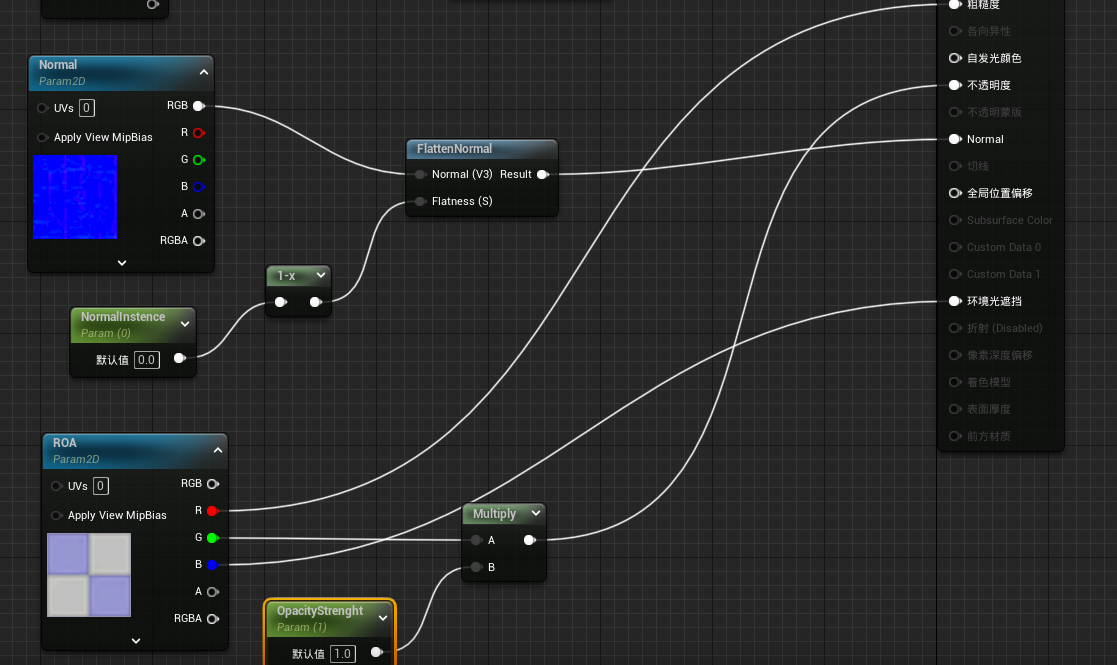 Normal
Param2D
UVs 0 RGB
R
Apply View MipBias
G
B
A
RGBA
FlattenNormal
Normal (V3) Result
Flatness (S)
1-x
NormalInstence
Param (0)
默认值 0.0
ROA
Param2D
UVs 0 RGB
R
Apply View MipBias
G
B
A
RGBA
Multiply
A
B
OpacityStrenght
Param (1)
默认值 1.0
粗糙度
各向异性
自发光颜色
不透明度
不透明蒙版
Normal
切线
全局位置偏移
Subsurface Color
Custom Data 0
Custom Data 1
环境光遮挡
折射 (Disabled)
像素深度偏移
着色模型
表面厚度
前方材质